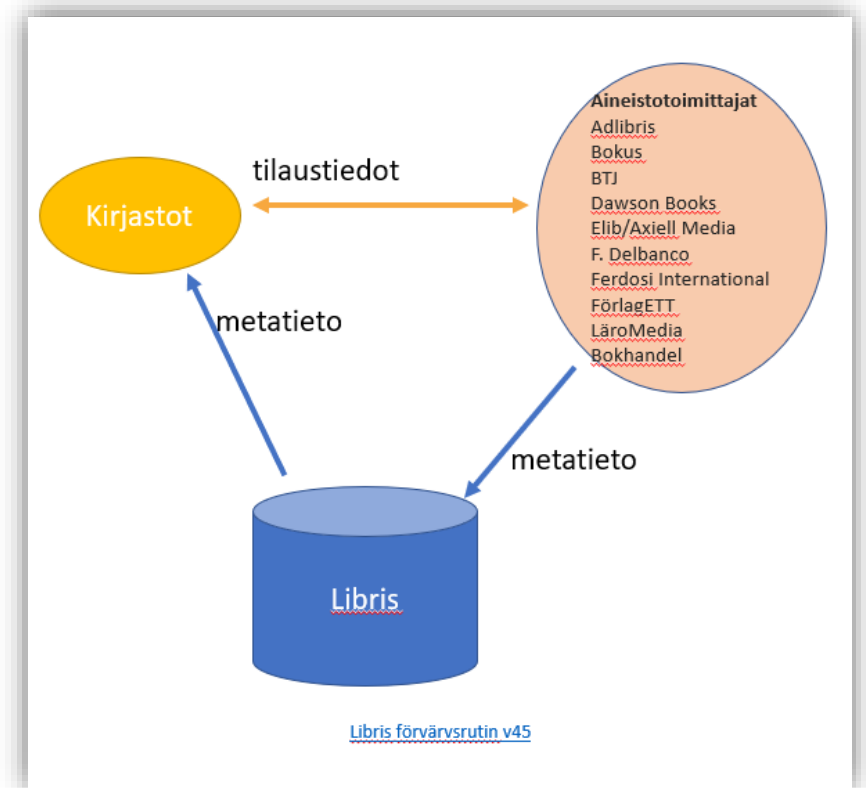 Aineistotoimittajat
Adlibris
Bokus
BTJ
Dawson Books
Elib/Axiell Media
F. Delbanco
Ferdosi International
FörlagETT
LäroMedia
Bokhandel
tilaustiedot
Kirjastot
metatieto
metatieto
Libris
Libris förvärvsrutin v45